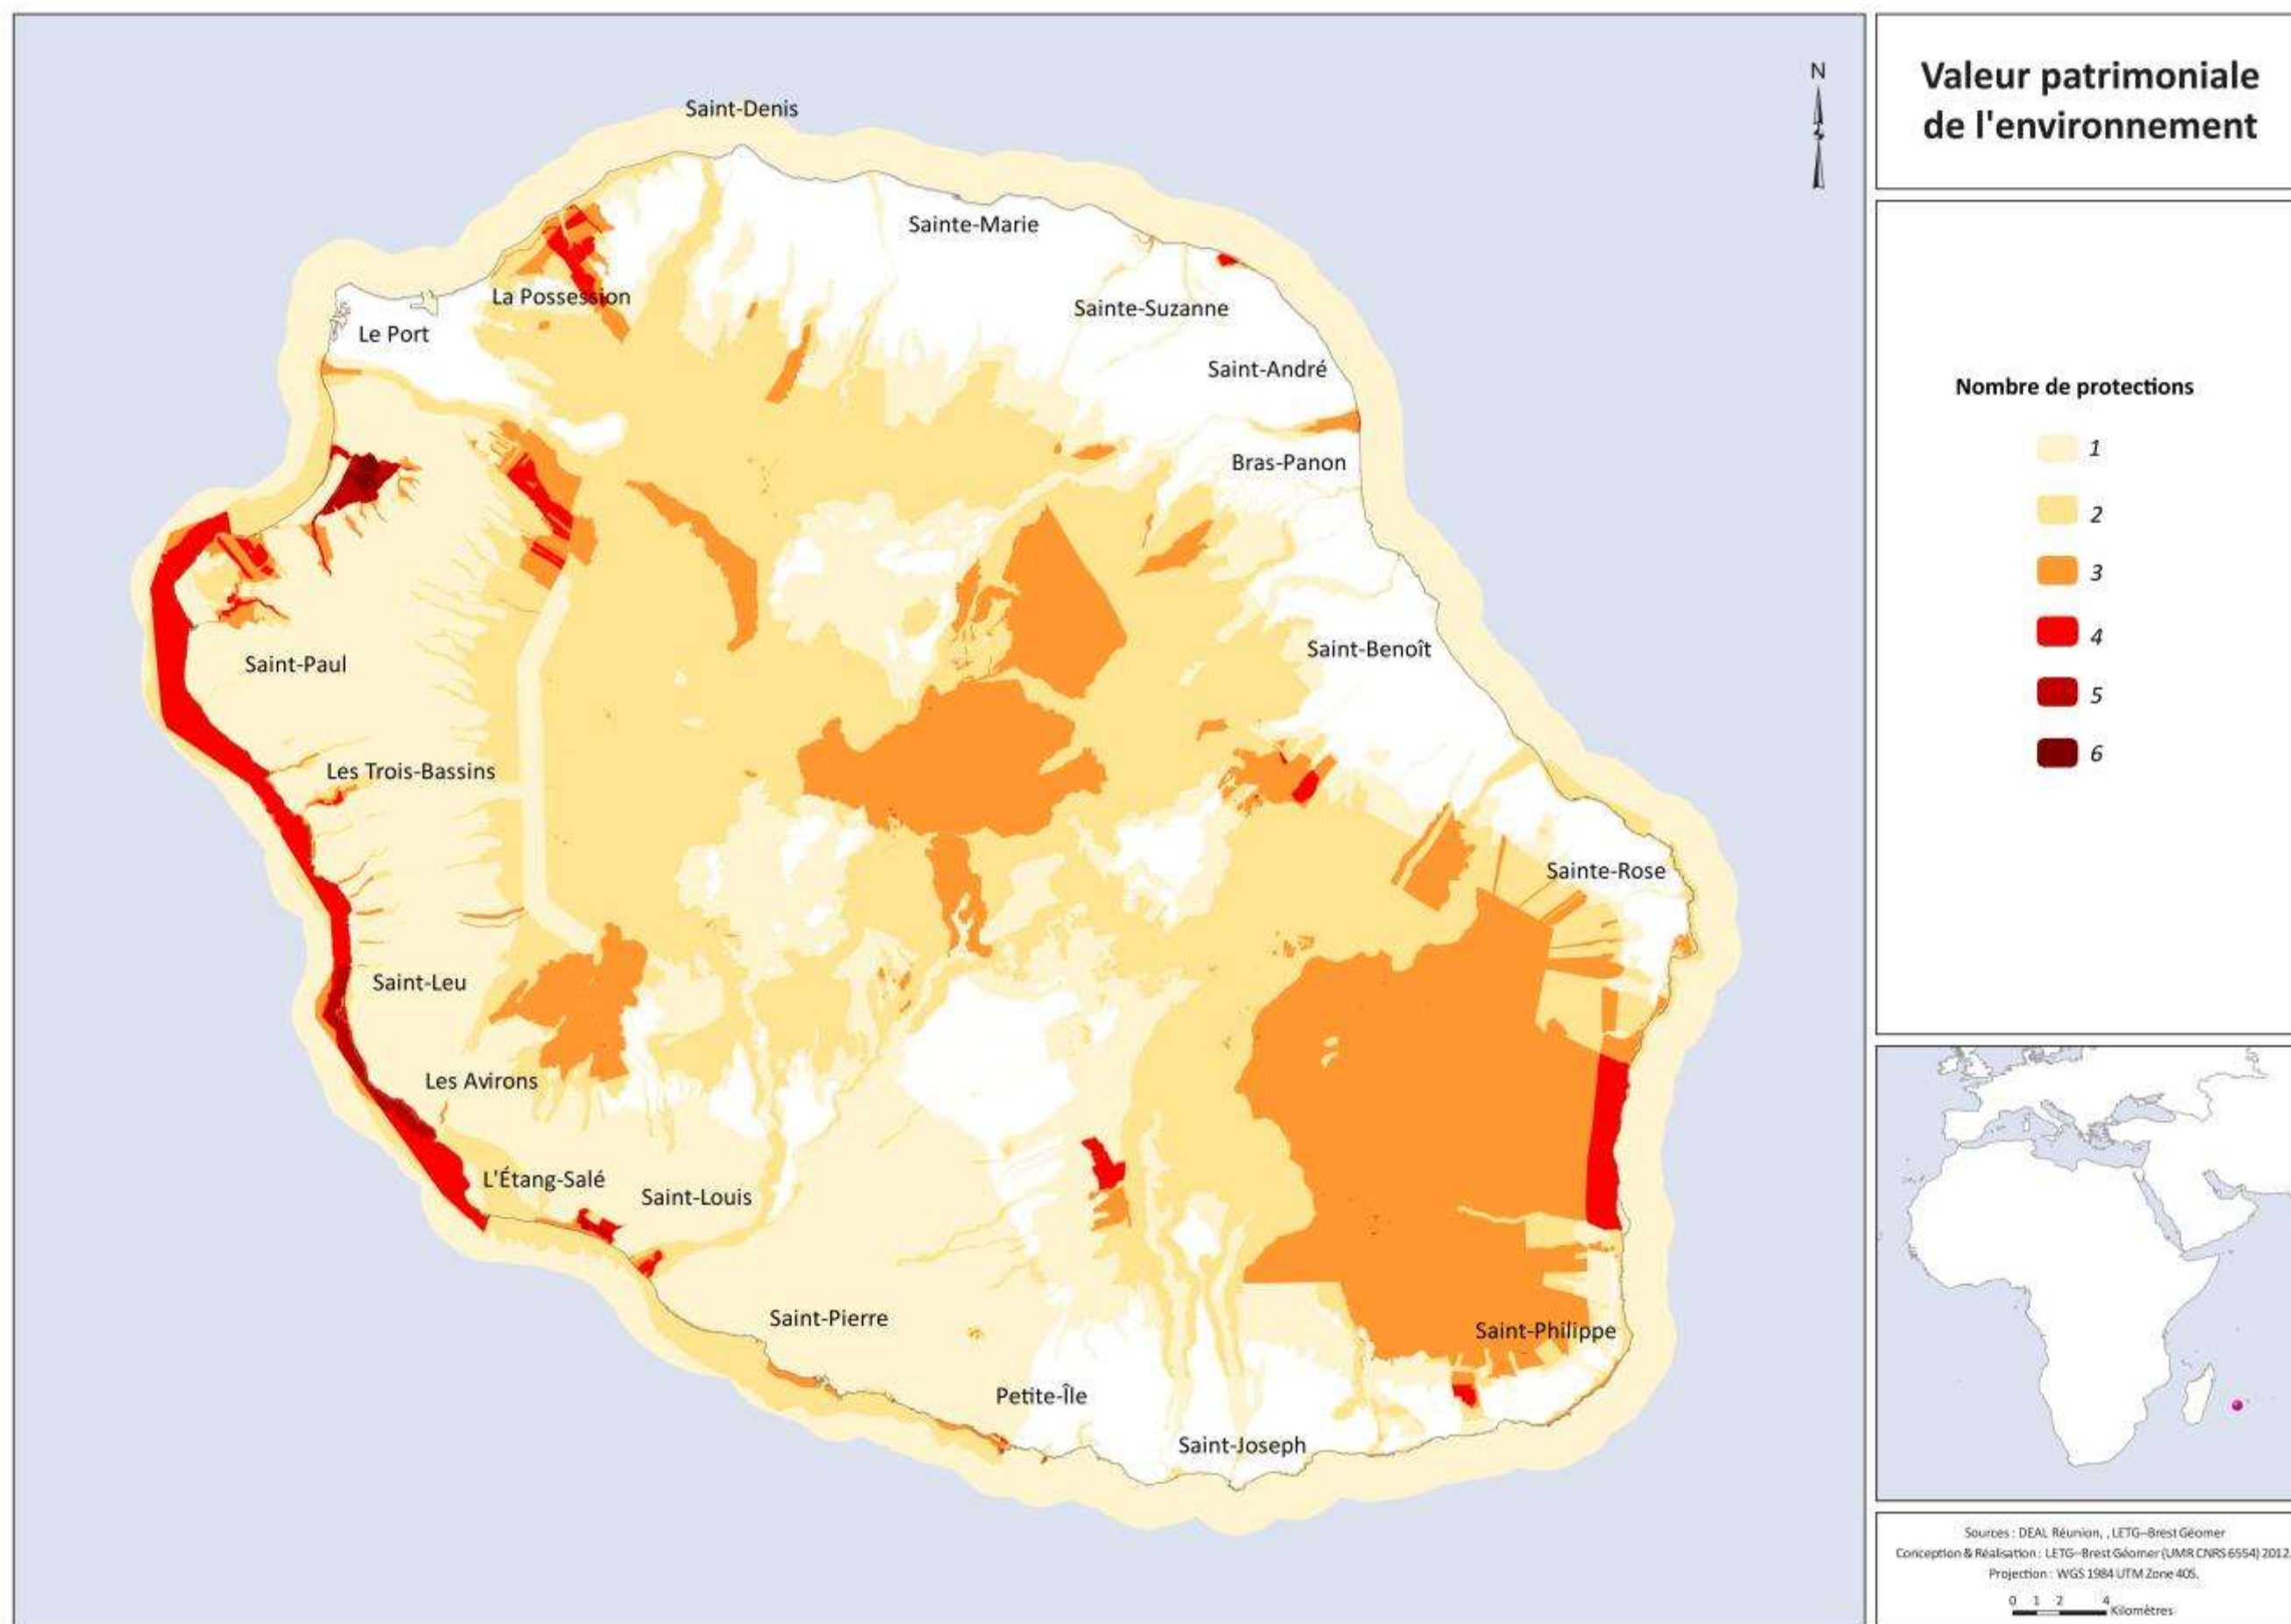 Valeur patrimoniale
de l'environnement
N
Saint-Denis
Sainte-Marie
La Possession
Sainte-Suzanne
Le Port
Saint-André
Bras-Panon
Saint-Benoît
Saint-Paul
Les Trois-Bassins
Sainte-Rose
Saint-Leu
Les Avirons
L'Étang-Salé
Saint-Louis
Saint-Pierre
Saint-Philippe
Petite-Île
Saint-Joseph
Nombre de protections
1
2
3
4
5
6
Sources : DEAL Réunion, , LETG–Brest Géomer
Conception & Réalisation : LETG–Brest Géomer (UMR CNRS 6554) 2012.
Projection : WGS 1984 UTM Zone 40S.
0 1 2 4
Kilomètres